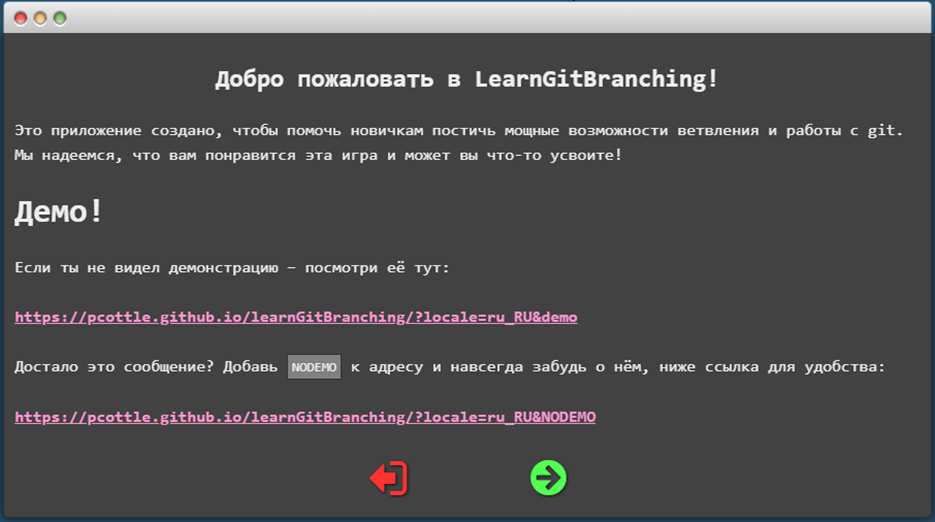 Добро пожаловать в LearnGitBranching!
Это приложение создано, чтобы помочь новичкам постичь мощные возможности ветвления и работы с git.
Мы надеемся, что вам понравится эта игра и может вы что-то усвоите!
Демо!
Если ты не видел демонстрацию – посмотри её тут:
https://pcottle.github.io/learnGitBranching/?locale=ru_RU&demo
Достало это сообщение? Добавь NODEMO к адресу и навсегда забудь о нём, ниже ссылка для удобства:
https://pcottle.github.io/learnGitBranching/?locale=ru_RU&NODEMO